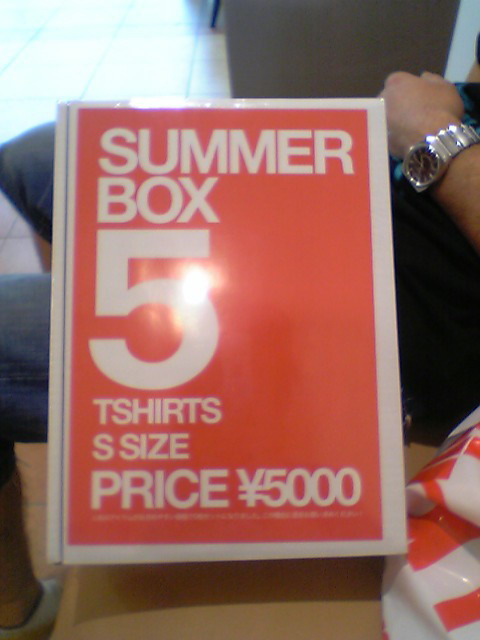 SUMMER
BOX
5
TSHIRTS
S SIZE
PRICE ¥5000